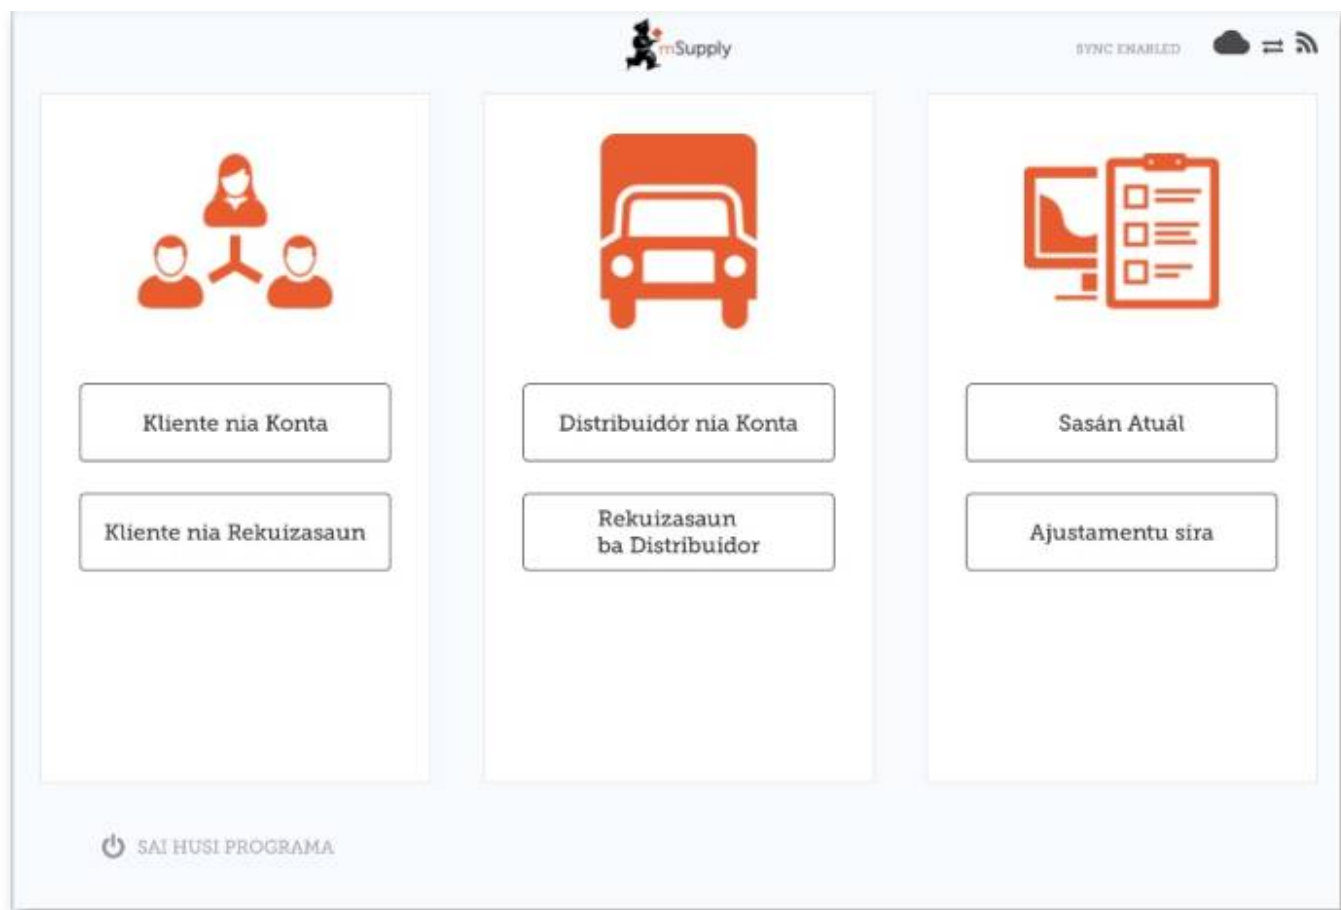 mSupply
SYNC ENABLED
Kliente nia Konta
Kliente nia Rekuizasaun
Distribuidór nia Konta
Rekuizasaun
ba Distribuidor
Sasán Atuál
Ajustamentu sira
SAI HUSI PROGRAMA